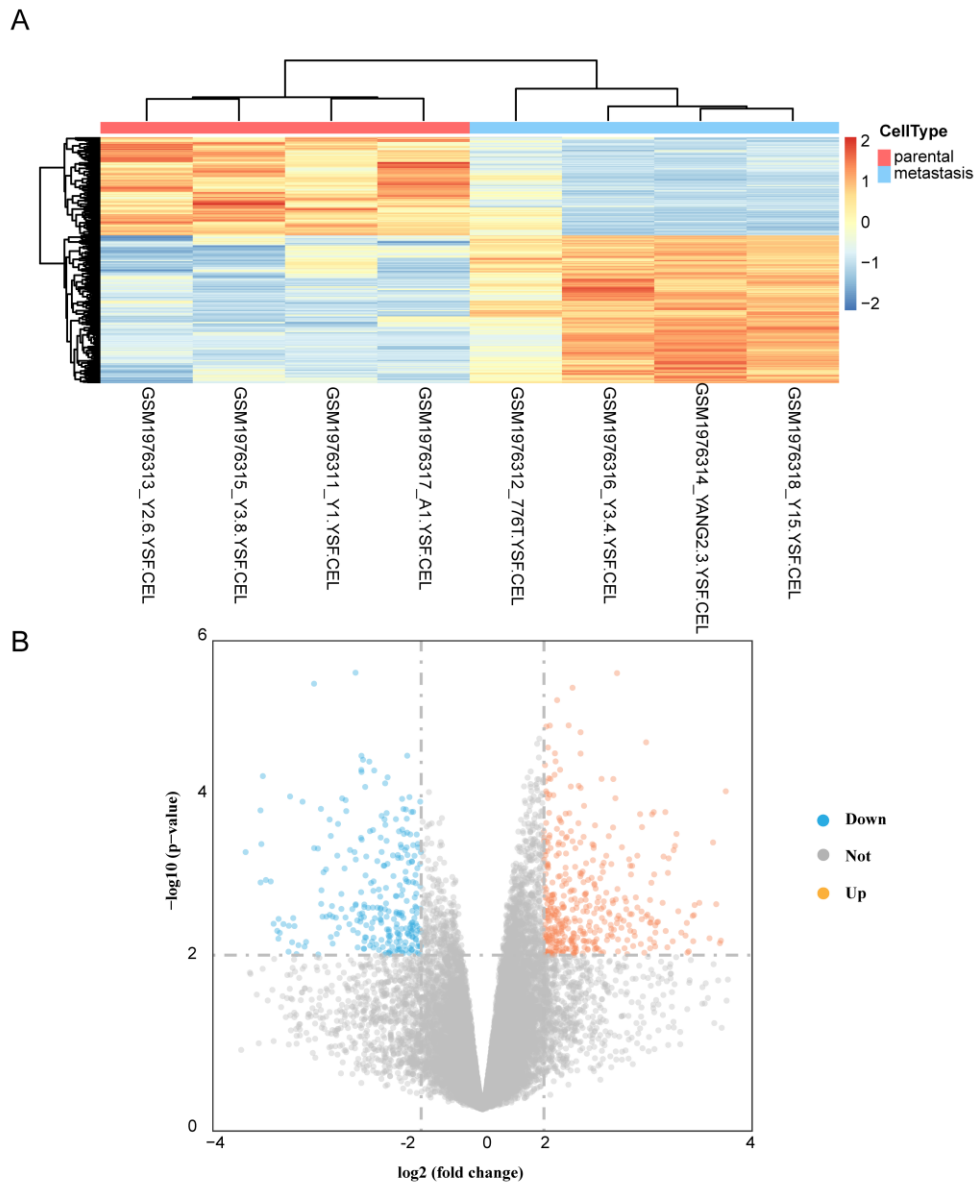 A
CellType
parental
metastasis
2
1
0
−1
−2
GSM1976313_Y2.6.YSF.CEL
GSM1976315_Y3.8.YSF.CEL
GSM1976311_Y1.YSF.CEL
GSM1976317_A1.YSF.CEL
GSM1976312_776T.YSF.CEL
GSM1976316_Y3.4.YSF.CEL
GSM1976314_YANG2.3.YSF.CEL
GSM1976318_Y15.YSF.CEL
B
6
4
2
0
−log10 (p−value)
−4
-2
0
2
4
log2 (fold change)
Down
Not
Up